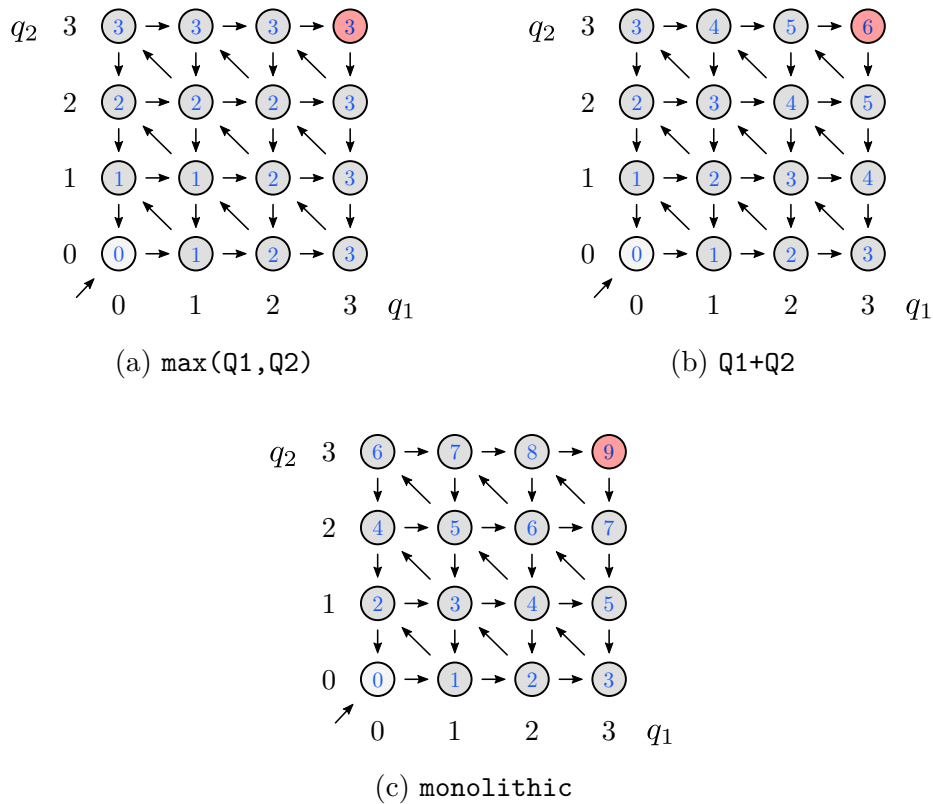 q2 3 3 3 3 3
2 2 2 2 3
1 1 1 2 3
0 0 1 2 3
0 1 2 3 q1
(a) max(Q1,Q2)
q2 3 3 4 5 6
2 2 3 4 5
1 1 2 3 4
0 0 1 2 3
0 1 2 3 q1
(b) Q1+Q2
q2 3 6 7 8 9
2 4 5 6 7
1 2 3 4 5
0 0 1 2 3
0 1 2 3 q1
(c) monolithic